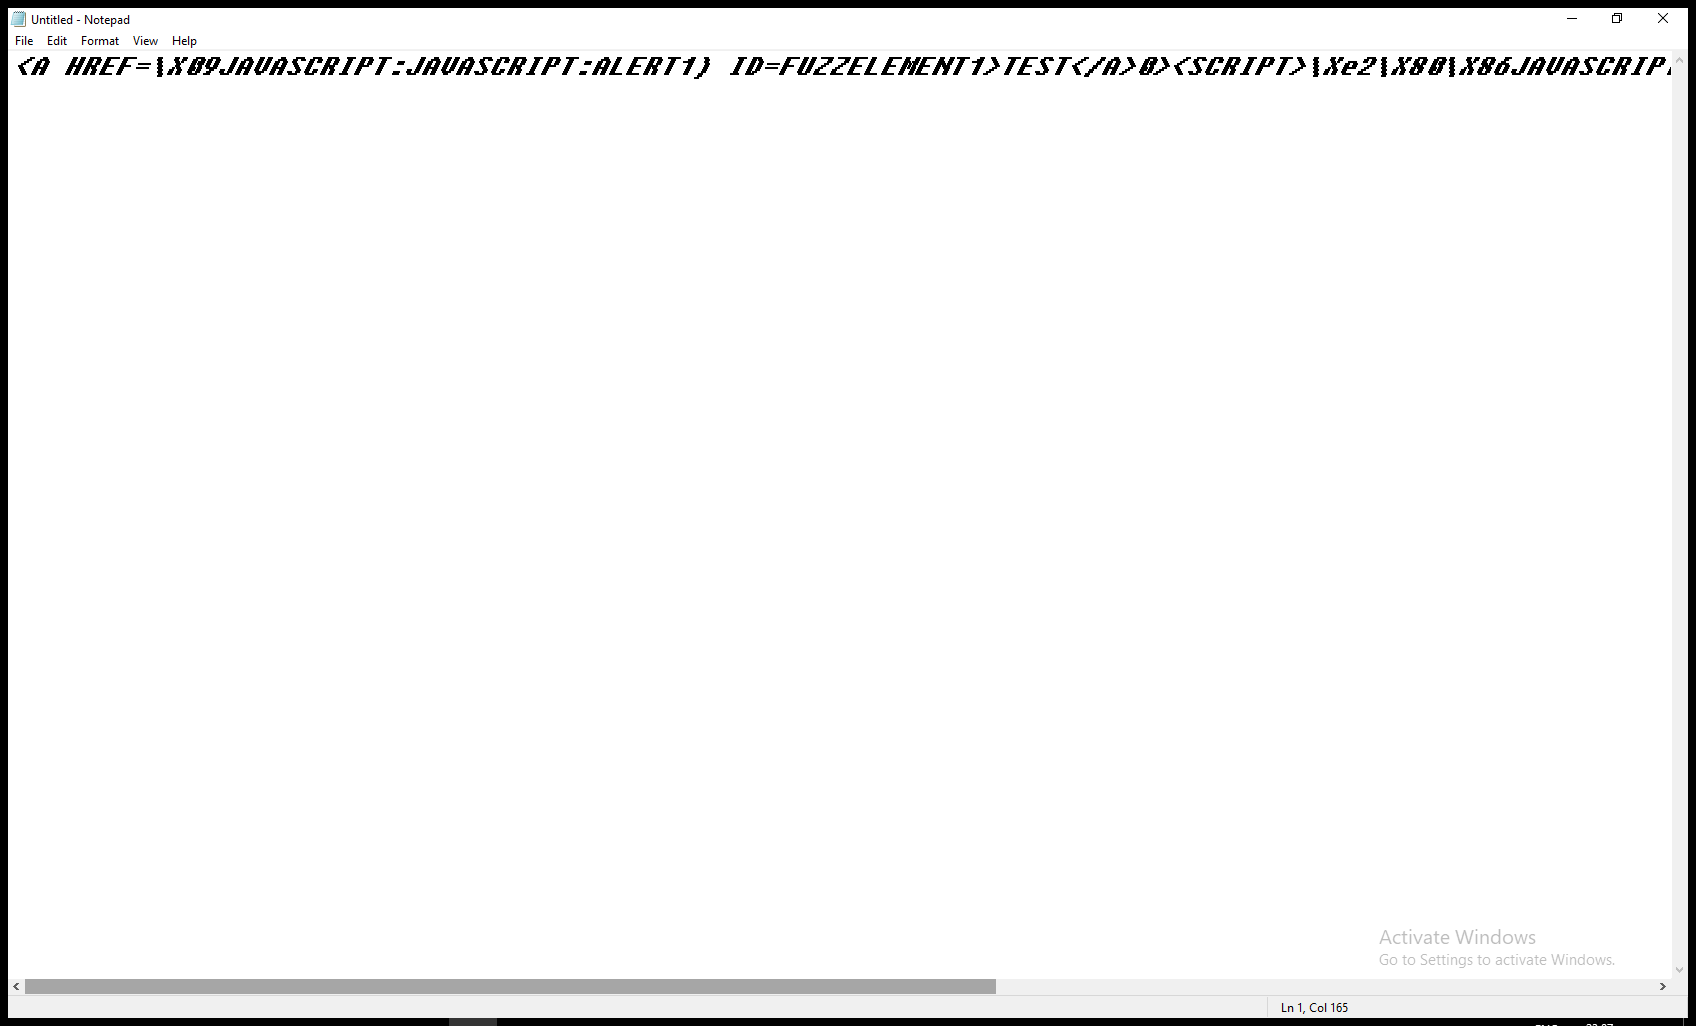 Untitled - Notepad
File Edit Format View Help
<A HREF=\X09JAVASCRIPT:JAVASCRIPT:ALERT1) ID=FUZZELEMENT1>TEST</A>0><SCRIPT>\Xe2\X80\X86JAVASCRIP
Activate Windows
Go to Settings to activate Windows.
Ln 1, Col 165